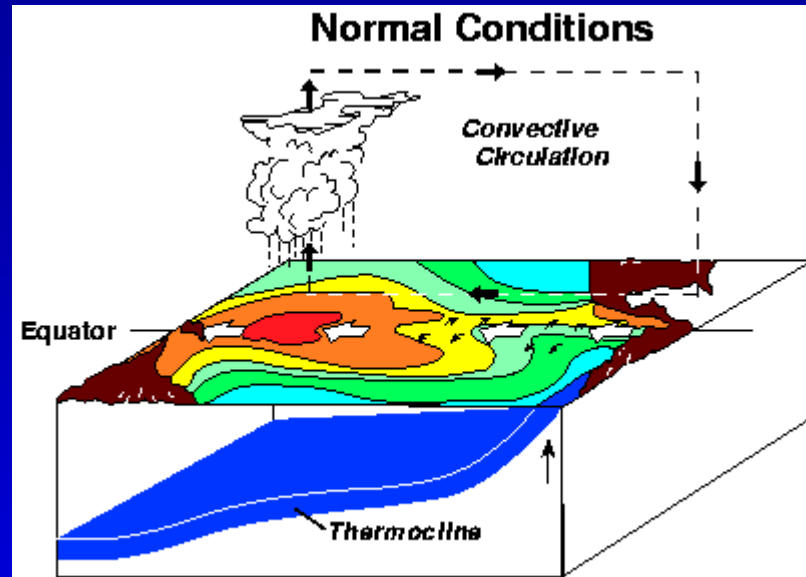 Normal Conditions
Convective
Circulation
Equator
Thermocline